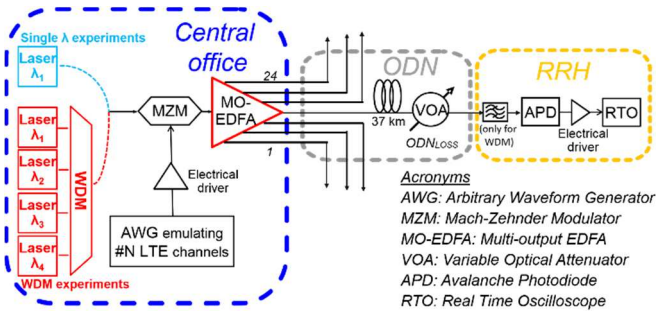 Single λ experiments
Laser
λ1
Laser
λ1
Laser
λ2
Laser
λ3
Laser
λ4
WDM
WDM experiments
Central
office
MZM
Electrical
driver
AWG emulating
#N LTE channels
MO-
EDFA
24
1
ODN
37 km
VOA
ODNLOSS
RRH
(only for
WDM)
APD
Electrical
driver
RTO
Acronyms
AWG: Arbitrary Waveform Generator
MZM: Mach-Zehnder Modulator
MO-EDFA: Multi-output EDFA
VOA: Variable Optical Attenuator
APD: Avalanche Photodiode
RTO: Real Time Oscilloscope